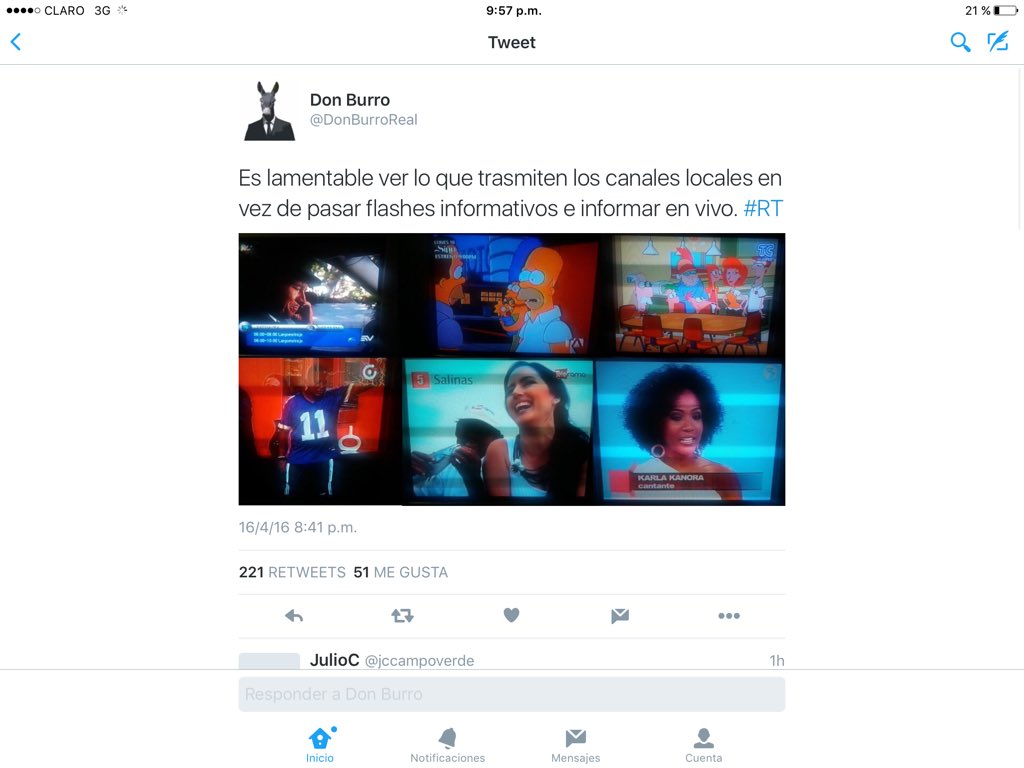 CLARO 3G 9:57 p.m. 21 %
Tweet
Don Burro
@DonBurroReal
Es lamentable ver lo que trasmiten los canales locales en
vez de pasar flashes informativos e informar en vivo. #RT
TC
11
5 Salinas
KARLA KANORA
cantante
16/4/16 8:41 p.m.
221 RETWEETS 51 ME GUSTA
JulioC @jccampoverde 1h
Responder a Don Burro
Inicio Notificaciones Mensajes Cuenta